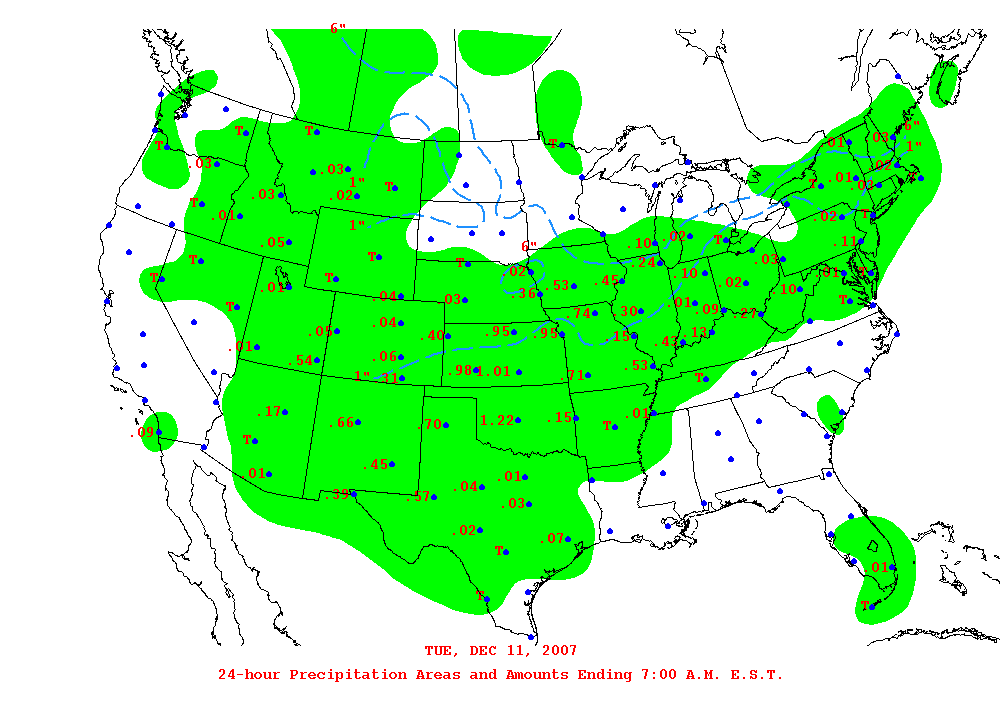 6"
T
T
T
.01
.03
6"
1"
T
T
.03
.03
.02
.03
1"
.02
T
T
.01
.03
T
T
.01
1"
.02
T
.05
T
6"
.10
.02
T
.11
T
T
.02
.24
.03
T
T
.01
T
.04
.03
.36
.53
.45
.10
.02
.10
.01
T
T
.05
.04
.40
.95
.95
.74
.30
.15
.01
.09
.27
.01
.54
.06
1"
.31
.98
1.01
.71
.53
.43
.13
T
.17
.66
.70
1.22
.15
.01
T
.09
T
.01
.45
.39
.57
.04
.01
.03
.02
T
.07
.01
T
T
TUE, DEC 11, 2007
24-hour Precipitation Areas and Amounts Ending 7:00 A.M. E.S.T.